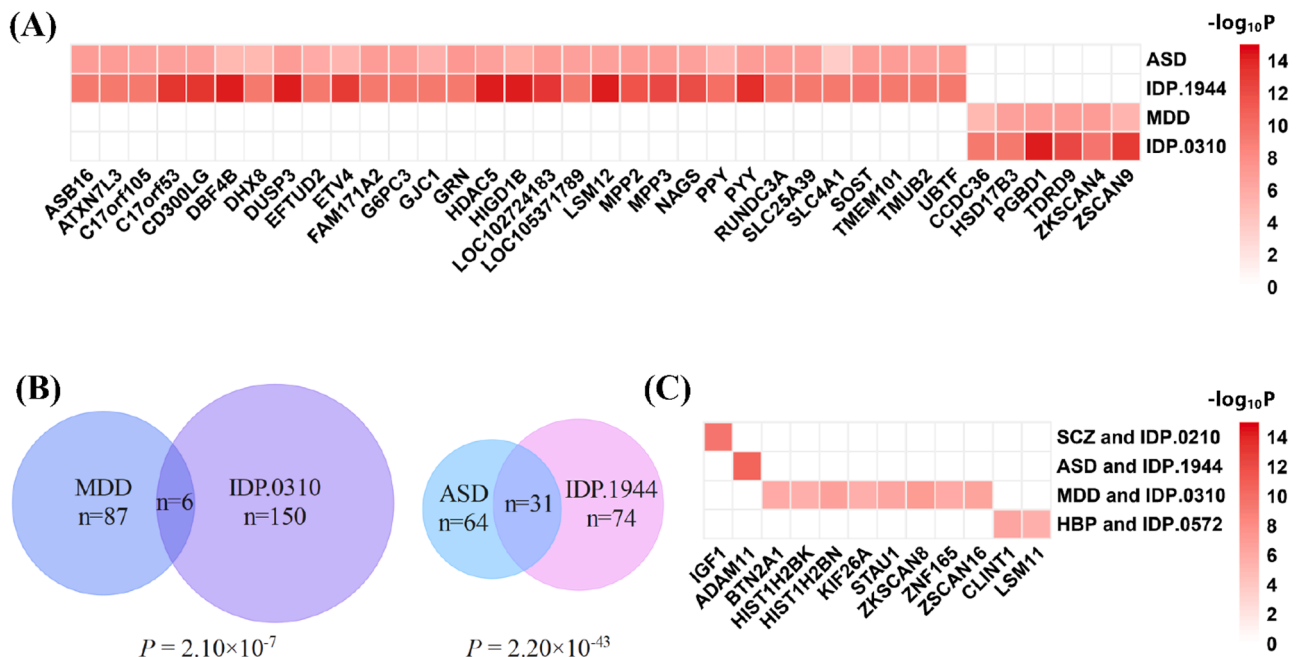 (A)
-log10P
ASD
IDP.1944
MDD
IDP.0310
14
12
10
8
6
4
2
0
ASB16
ATXN7L3
C17orf105
C17orf53
CD300LG
DBF4B
DHX8
DUSP3
EFTUD2
ETV4
FAM171A2
G6PC3
GJC1
GRN
HDAC5
HIGD1B
LOC102724183
LOC105371789
LSM12
MPP2
MPP3
NAGS
PPY
PYY
RUNDC3A
SLC25A39
SLC4A1
SOST
TMEM101
TMUB2
UBTF
CCDC36
HSD17B3
PGBD1
TDRD9
ZKSCAN4
ZSCAN9
(B)
MDD
n=87
n=6
IDP.0310
n=150
P = 2.10×10-7
ASD
n=64
n=31
IDP.1944
n=74
P = 2.20×10-43
(C)
-log10P
SCZ and IDP.0210
ASD and IDP.1944
MDD and IDP.0310
HBP and IDP.0572
14
12
10
8
6
4
2
0
IGF1
ADAM11
BTN2A1
HIST1H2BK
HIST1H2BN
KIF26A
STAU1
ZKSCAN8
ZNF165
ZSCAN16
CLINT1
LSM11